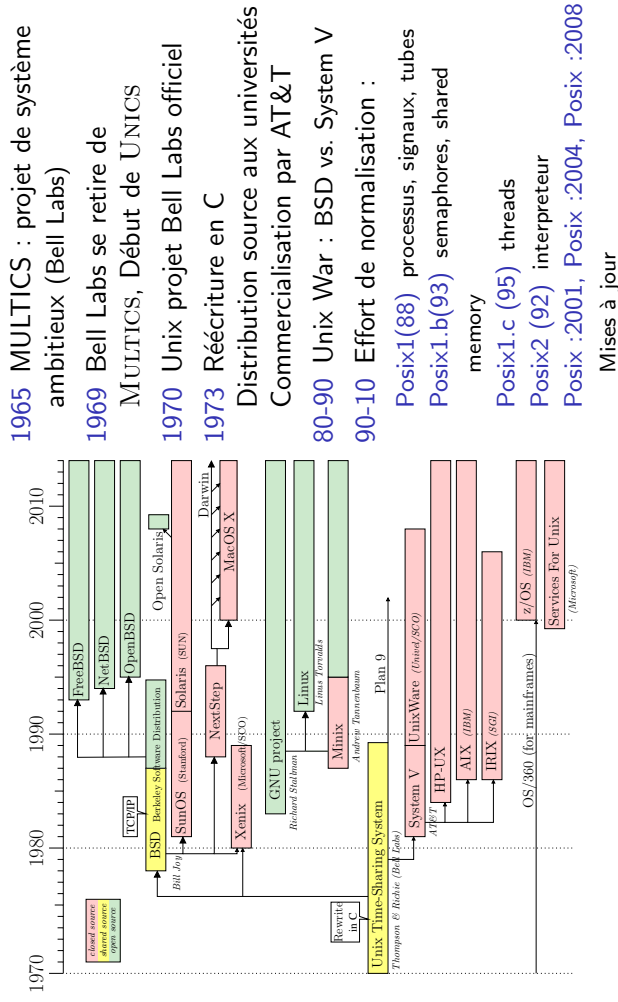 1965 MULTICS : projet de système
ambitieux (Bell Labs)
1969 Bell Labs se retire de
MULTICS, Début de UNICS
1970 Unix projet Bell Labs officiel
1973 Réécriture en C
Distribution source aux universités
Commercialisation par AT&T
80-90 Unix War : BSD vs. System V
90-10 Effort de normalisation :
Posix1(88) processus, signaux, tubes
Posix1.b(93) semaphores, shared
memory
Posix1.c (95) threads
Posix2 (92) interpreteur
Posix :2001, Posix :2004, Posix :2008
Mises à jour
1970
1980
1990
2000
2010
closed source
shared source
open source
FreeBSD
NetBSD
OpenBSD
TCP/IP
BSD Berkeley Software Distribution
Bill Joy
Open Solaris
SunOS (Stanford)
Solaris (SUN)
NextStep
Darwin
MacOS X
Xenix (Microsoft/SCO)
GNU project
Richard Stallman
Linux
Linus Torvalds
Minix
Andrew Tannenbaum
Rewrite
in C
Unix Time-Sharing System
Thompson & Richie (Bell Labs)
Plan 9
System V
AT&T
UnixWare (Univel/SCO)
HP-UX
AIX (IBM)
IRIX (SGI)
OS/360 (for mainframes)
z/OS (IBM)
Services For Unix
(Microsoft)